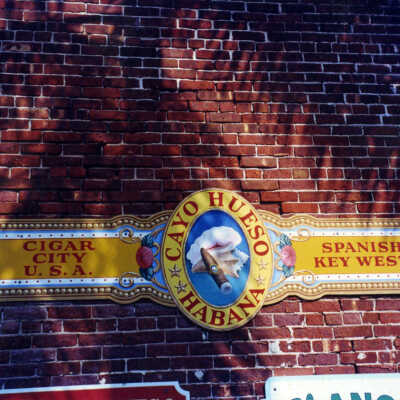 CIGAR
CITY
U. S. A.
CAYO HUESO
HABANA
SPANISH
KEY WEST